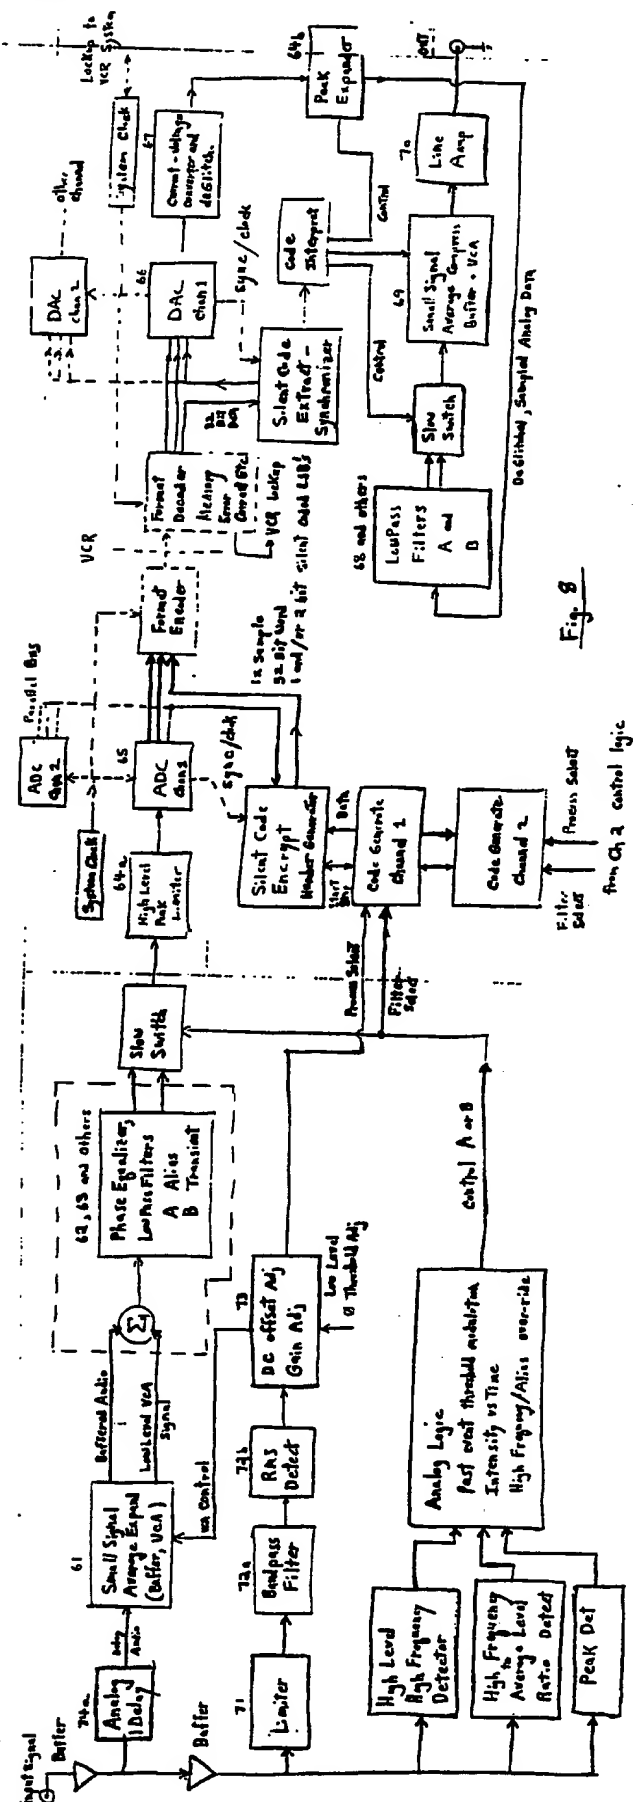 Input Signal
Buffer
74a
Analog
Delay
Delay
Audio
61
Small Signal
Average Expand
(Buffer, VCA)
Buffered Audio
Low Level VCA
Signal
Σ
62, 63 and Others
Phase Equalizer,
LowPass Filters
A Alias
B Transient
Slow
Switch
64a
High Level
Peak
Limiter
System Clock
ADC
chan 2
Parallel Bits
65
ADC
chan 1
sync/clock
Format
Encoder
VCR
Format
Decoder
Memory
Error
Correct Etc.
VCR Lockup
DAC
chan 2
other
channel
66
DAC
chan 1
sync/clock
System Clock
Lockup to
VCR System
67
Current-voltage
converter and
deglitch.
64b
Peak
Expander
Buffer
71
Limiter
72a
Bandpass
Filter
72b
RMS
Detect
73
DC offset Adj
Gain Adj
VCA Control
Low Level
Ø Threshold Adj
Process Select
Filter
Select
Silent Code
Encrypt
Header Generator
Start
Sync
Data
Code Generate
Channel 1
Code Generate
Channel 2
Filter
Select
Process Select
from Ch 2 control logic
12 Sample
32 Bit Word
1 and/or 2 bit Silent Coded LSB's
32
Bit
Data
Silent Code
Extract-
Synchronizer
Code
Interpret
Control
Control
68 and others
LowPass
Filters
A and
B
Slow
Switch
69
Small Signal
Average Compress
Buffer + VCA
70
Line
Amp
OUT
DeGlitched, Sampled Analog Data
High Level
High Frequency
Detector
High Frequency
to
Average Level
Ratio Detect
Peak Det
Analog Logic
Past event threshold modulation
Intensity vs Time
High Frequency/Alias over-ride
Control A or B
Fig. 8